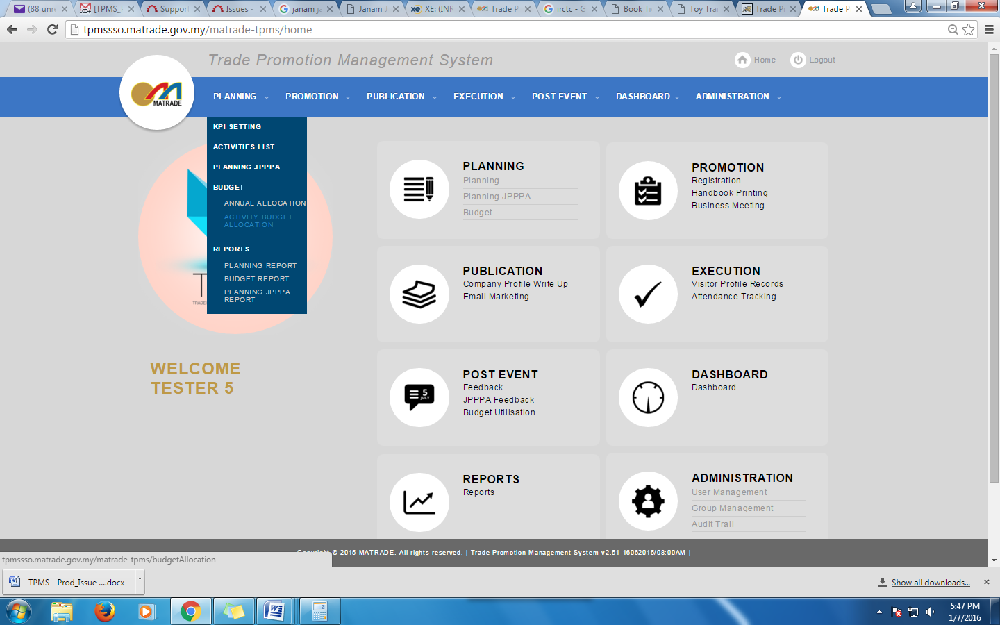 (88 unre
[TPMS_I
Support
Issues -
janam ja
Janam J
XE: (INR
Trade P
irctc - G
Book Tic
Toy Trai
Trade P
Trade P
tpmssso.matrade.gov.my/matrade-tpms/home
Trade Promotion Management System
Home
Logout
MATRADE
PLANNING
PROMOTION
PUBLICATION
EXECUTION
POST EVENT
DASHBOARD
ADMINISTRATION
KPI SETTING
ACTIVITIES LIST
PLANNING JPPPA
BUDGET
ANNUAL ALLOCATION
ACTIVITY BUDGET
ALLOCATION
REPORTS
PLANNING REPORT
BUDGET REPORT
PLANNING JPPPA
REPORT
WELCOME
TESTER 5
PLANNING
Planning
Planning JPPPA
Budget
PROMOTION
Registration
Handbook Printing
Business Meeting
PUBLICATION
Company Profile Write Up
Email Marketing
EXECUTION
Visitor Profile Records
Attendance Tracking
5
JULY
POST EVENT
Feedback
JPPPA Feedback
Budget Utilisation
DASHBOARD
Dashboard
REPORTS
Reports
ADMINISTRATION
User Management
Group Management
Audit Trail
Copyright © 2015 MATRADE. All rights reserved. | Trade Promotion Management System v2.51 16062015/08:00AM |
tpmssso.matrade.gov.my/matrade-tpms/budgetAllocation
TPMS - Prod_Issue ....docx
Show all downloads...
5:47 PM
1/7/2016